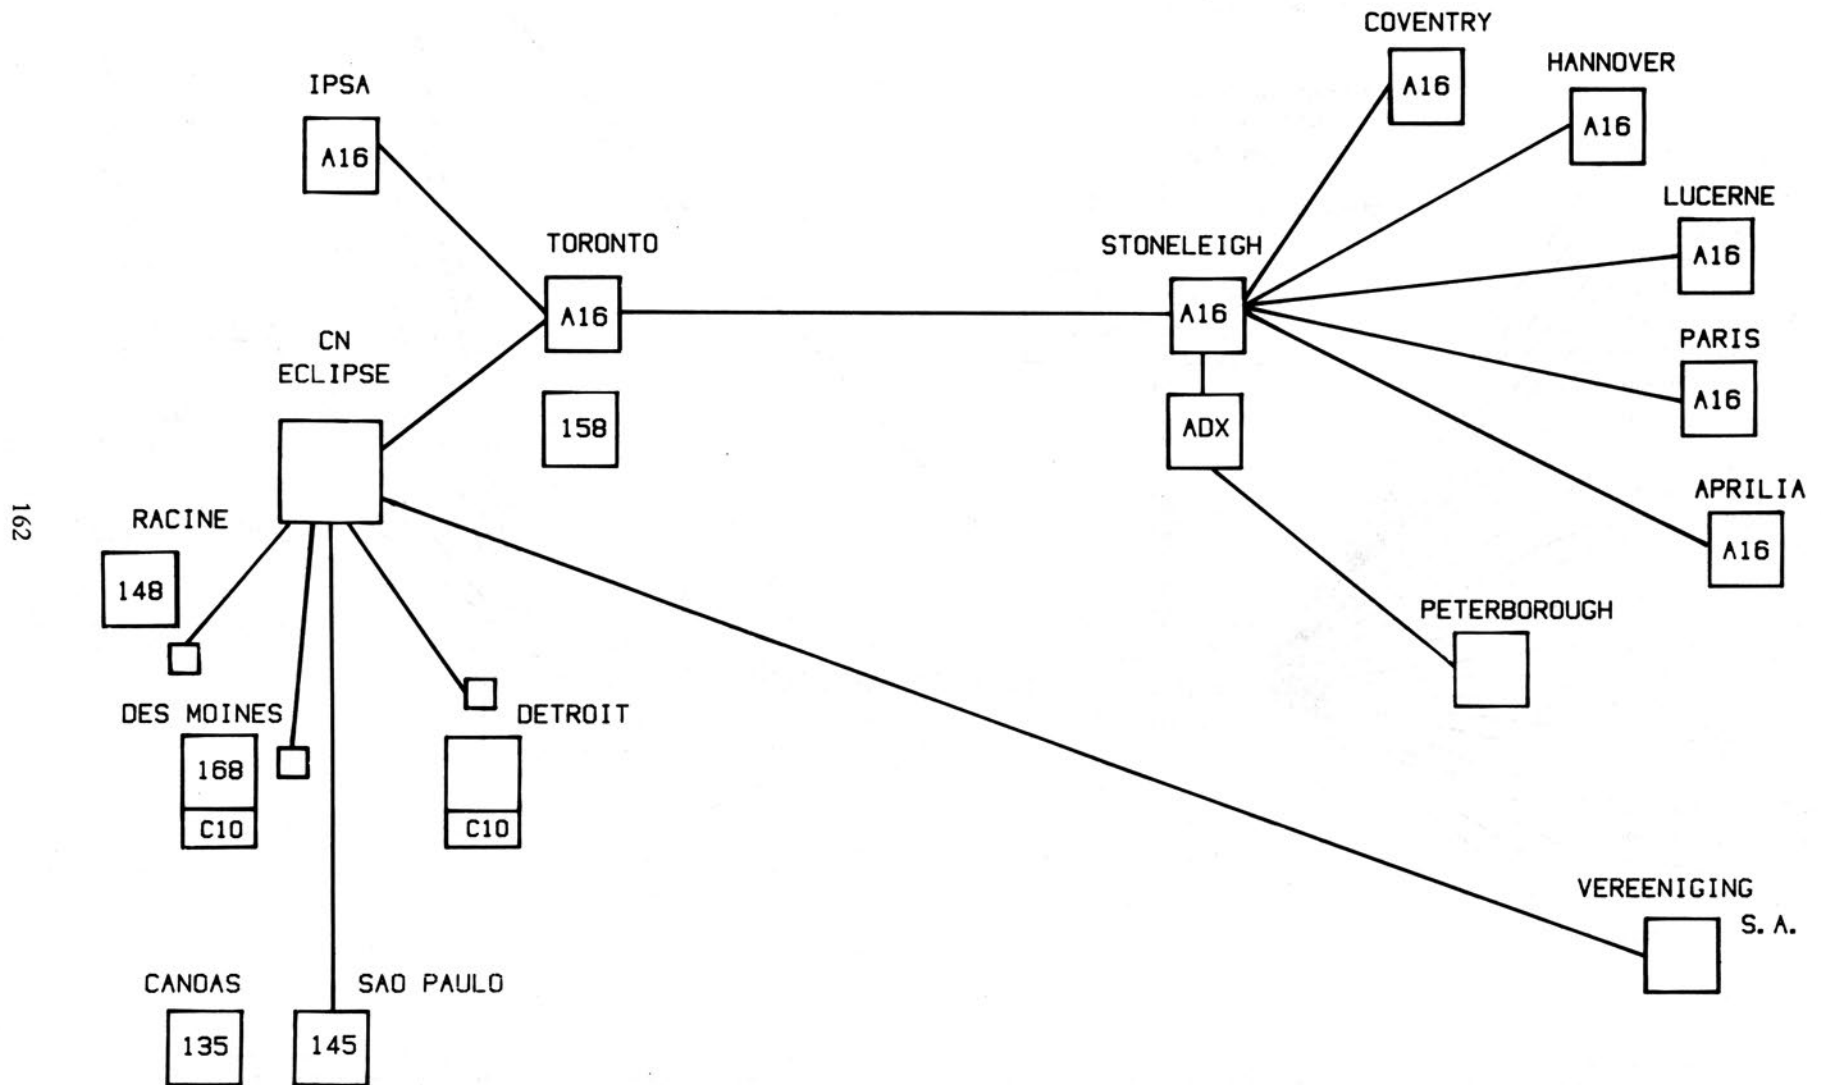 COVENTRY
A16
HANNOVER
A16
IPSA
A16
LUCERNE
A16
TORONTO
A16
STONELEIGH
A16
CN
ECLIPSE
PARIS
A16
158
ADX
APRILIA
A16
162
RACINE
148
PETERBOROUGH
DES MOINES
168
C10
DETROIT
C10
VEREENIGING
S. A.
CANOAS
135
SAO PAULO
145